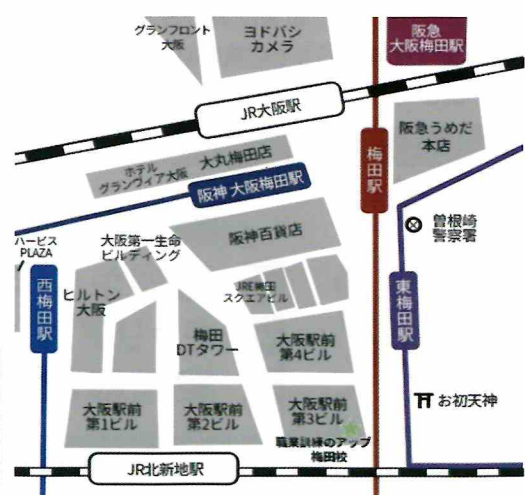 グランフロント
大阪
ヨドバシ
カメラ
阪急
大阪梅田駅
JR大阪駅
阪急うめだ
本店
梅田駅
ホテル
グランヴィア大阪
大丸梅田店
阪神 大阪梅田駅
曽根崎
警察署
ハービス
PLAZA
大阪第一生命
ビルディング
阪神百貨店
西梅田駅
ヒルトン
大阪
JRE梅田
スクエアビル
東梅田駅
梅田
DTタワー
大阪駅前
第4ビル
お初天神
大阪駅前
第1ビル
大阪駅前
第2ビル
大阪駅前
第3ビル
職業訓練のアップ
梅田校
JR北新地駅